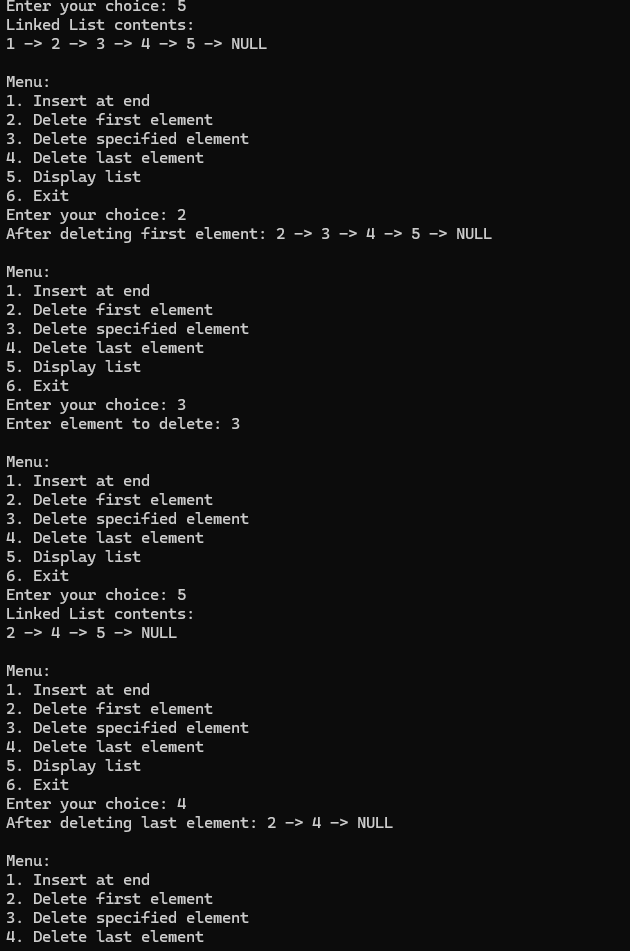 Enter your choice: 5
Linked List contents:
1 -> 2 -> 3 -> 4 -> 5 -> NULL
Menu:
1. Insert at end
2. Delete first element
3. Delete specified element
4. Delete last element
5. Display list
6. Exit
Enter your choice: 2
After deleting first element: 2 -> 3 -> 4 -> 5 -> NULL
Menu:
1. Insert at end
2. Delete first element
3. Delete specified element
4. Delete last element
5. Display list
6. Exit
Enter your choice: 3
Enter element to delete: 3
Menu:
1. Insert at end
2. Delete first element
3. Delete specified element
4. Delete last element
5. Display list
6. Exit
Enter your choice: 5
Linked List contents:
2 -> 4 -> 5 -> NULL
Menu:
1. Insert at end
2. Delete first element
3. Delete specified element
4. Delete last element
5. Display list
6. Exit
Enter your choice: 4
After deleting last element: 2 -> 4 -> NULL
Menu:
1. Insert at end
2. Delete first element
3. Delete specified element
4. Delete last element